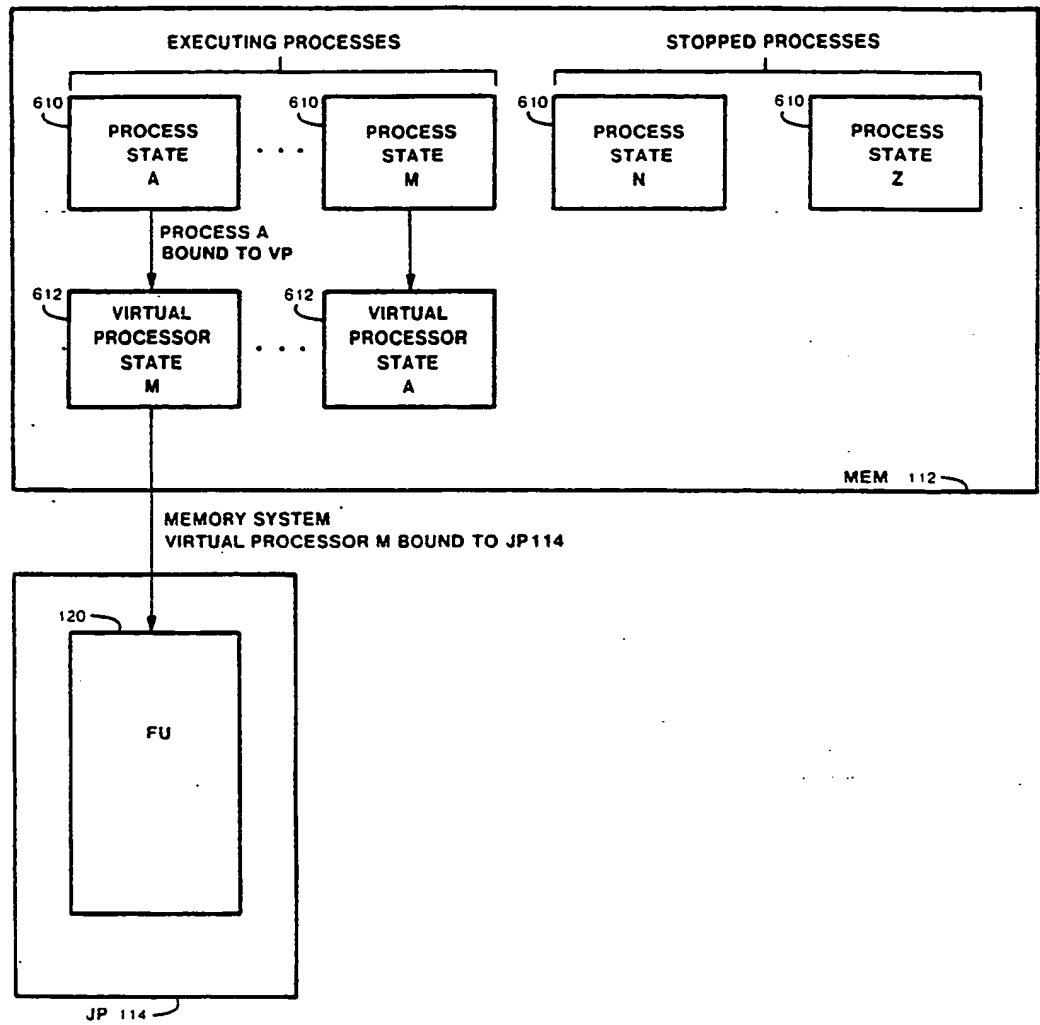 EXECUTING PROCESSES
STOPPED PROCESSES
610
PROCESS
STATE
A
. . .
610
PROCESS
STATE
M
610
PROCESS
STATE
N
610
PROCESS
STATE
Z
PROCESS A
BOUND TO VP
612
VIRTUAL
PROCESSOR
STATE
M
. . .
612
VIRTUAL
PROCESSOR
STATE
A
MEM 112
MEMORY SYSTEM
VIRTUAL PROCESSOR M BOUND TO JP114
120
FU
JP 114